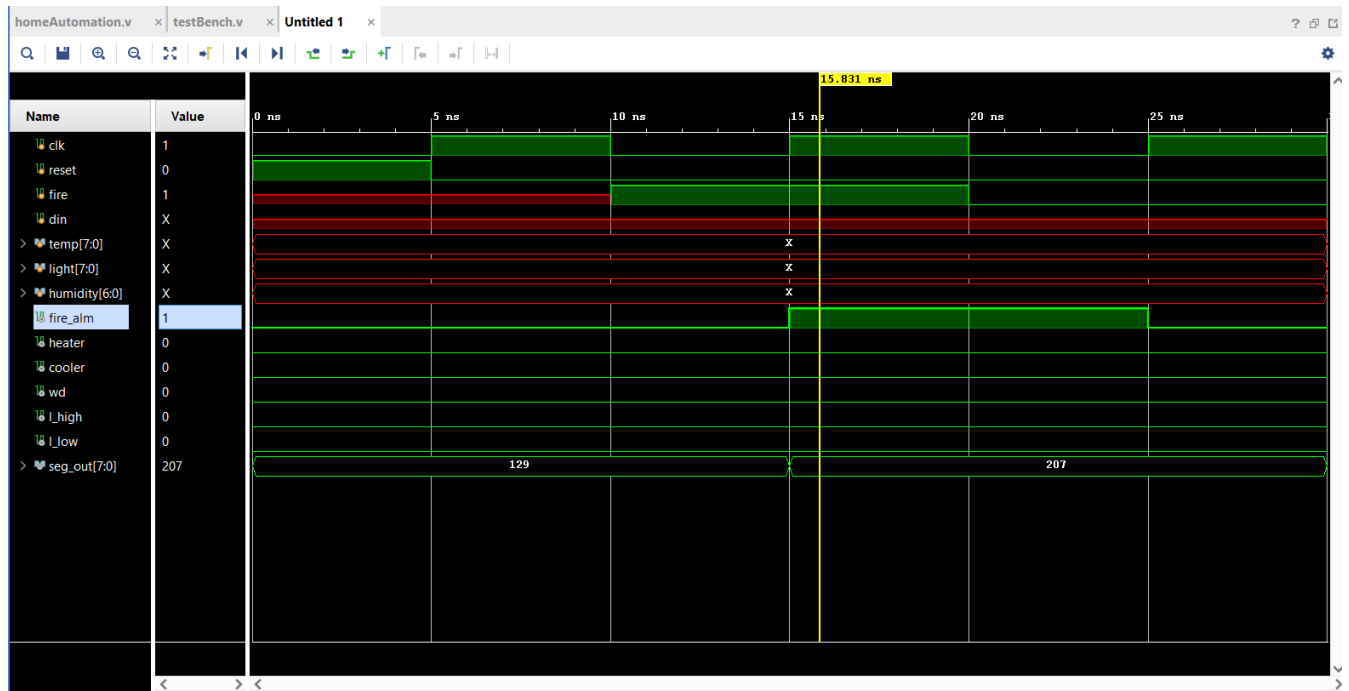 homeAutomation.v × testBench.v × Untitled 1 × ?
15.831 ns
Name Value 0 ns 5 ns 10 ns 15 ns 20 ns 25 ns
clk 1
reset 0
fire 1
din X
> temp[7:0] X X
> light[7:0] X X
> humidity[6:0] X X
fire_alm 1
heater 0
cooler 0
wd 0
l_high 0
l_low 0
> seg_out[7:0] 207 129 207